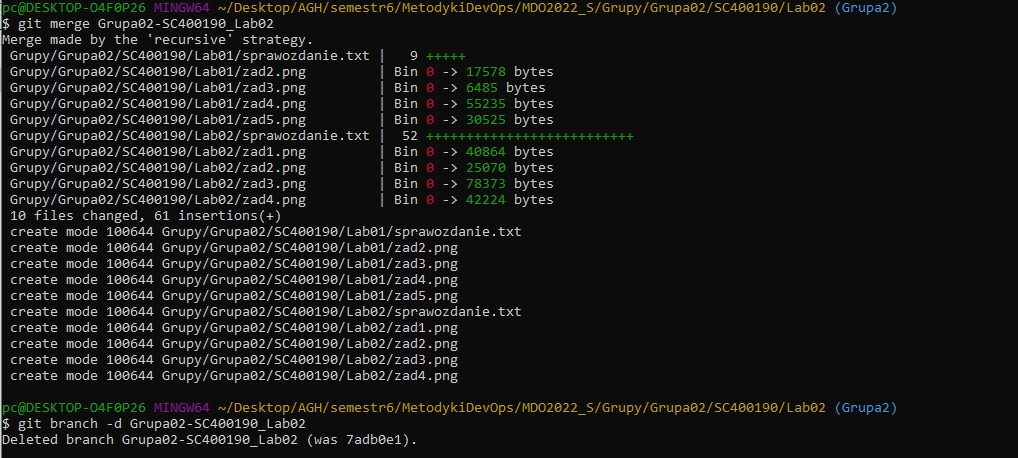 pc@DESKTOP-O4F0P26 MINGW64 ~/Desktop/AGH/semestr6/MetodykiDevOps/MDO2022_S/Grupy/Grupa02/SC400190/Lab02 (Grupa2)
$ git merge Grupa02-SC400190_Lab02
Merge made by the 'recursive' strategy.
 Grupy/Grupa02/SC400190/Lab01/sprawozdanie.txt |   9 +++++
 Grupy/Grupa02/SC400190/Lab01/zad2.png         | Bin 0 -> 17578 bytes
 Grupy/Grupa02/SC400190/Lab01/zad3.png         | Bin 0 -> 6485 bytes
 Grupy/Grupa02/SC400190/Lab01/zad4.png         | Bin 0 -> 55235 bytes
 Grupy/Grupa02/SC400190/Lab01/zad5.png         | Bin 0 -> 30525 bytes
 Grupy/Grupa02/SC400190/Lab02/sprawozdanie.txt |  52 ++++++++++++++++++++++++++
 Grupy/Grupa02/SC400190/Lab02/zad1.png         | Bin 0 -> 40864 bytes
 Grupy/Grupa02/SC400190/Lab02/zad2.png         | Bin 0 -> 25070 bytes
 Grupy/Grupa02/SC400190/Lab02/zad3.png         | Bin 0 -> 78373 bytes
 Grupy/Grupa02/SC400190/Lab02/zad4.png         | Bin 0 -> 42224 bytes
 10 files changed, 61 insertions(+)
 create mode 100644 Grupy/Grupa02/SC400190/Lab01/sprawozdanie.txt
 create mode 100644 Grupy/Grupa02/SC400190/Lab01/zad2.png
 create mode 100644 Grupy/Grupa02/SC400190/Lab01/zad3.png
 create mode 100644 Grupy/Grupa02/SC400190/Lab01/zad4.png
 create mode 100644 Grupy/Grupa02/SC400190/Lab01/zad5.png
 create mode 100644 Grupy/Grupa02/SC400190/Lab02/sprawozdanie.txt
 create mode 100644 Grupy/Grupa02/SC400190/Lab02/zad1.png
 create mode 100644 Grupy/Grupa02/SC400190/Lab02/zad2.png
 create mode 100644 Grupy/Grupa02/SC400190/Lab02/zad3.png
 create mode 100644 Grupy/Grupa02/SC400190/Lab02/zad4.png
pc@DESKTOP-O4F0P26 MINGW64 ~/Desktop/AGH/semestr6/MetodykiDevOps/MDO2022_S/Grupy/Grupa02/SC400190/Lab02 (Grupa2)
$ git branch -d Grupa02-SC400190_Lab02
Deleted branch Grupa02-SC400190_Lab02 (was 7adb0e1).